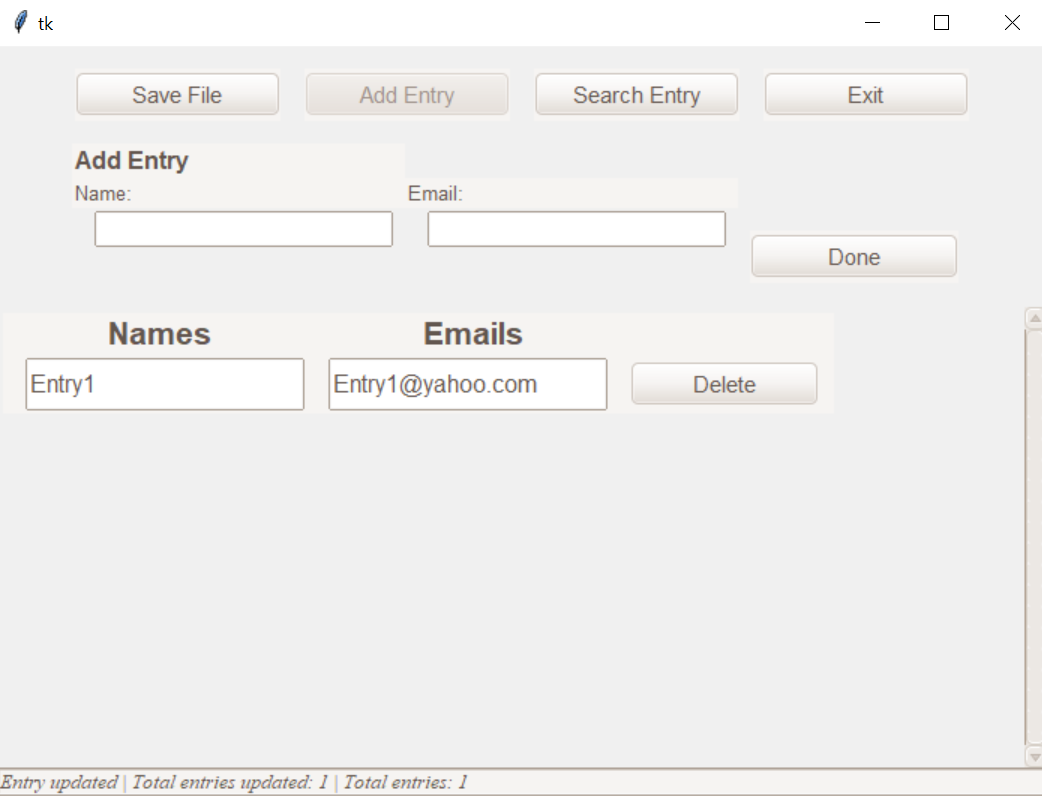 tk
Save File Add Entry Search Entry Exit
Add Entry
Name: Email:
Done
Names Emails
Entry1 Entry1@yahoo.com Delete
Entry updated | Total entries updated: 1 | Total entries: 1